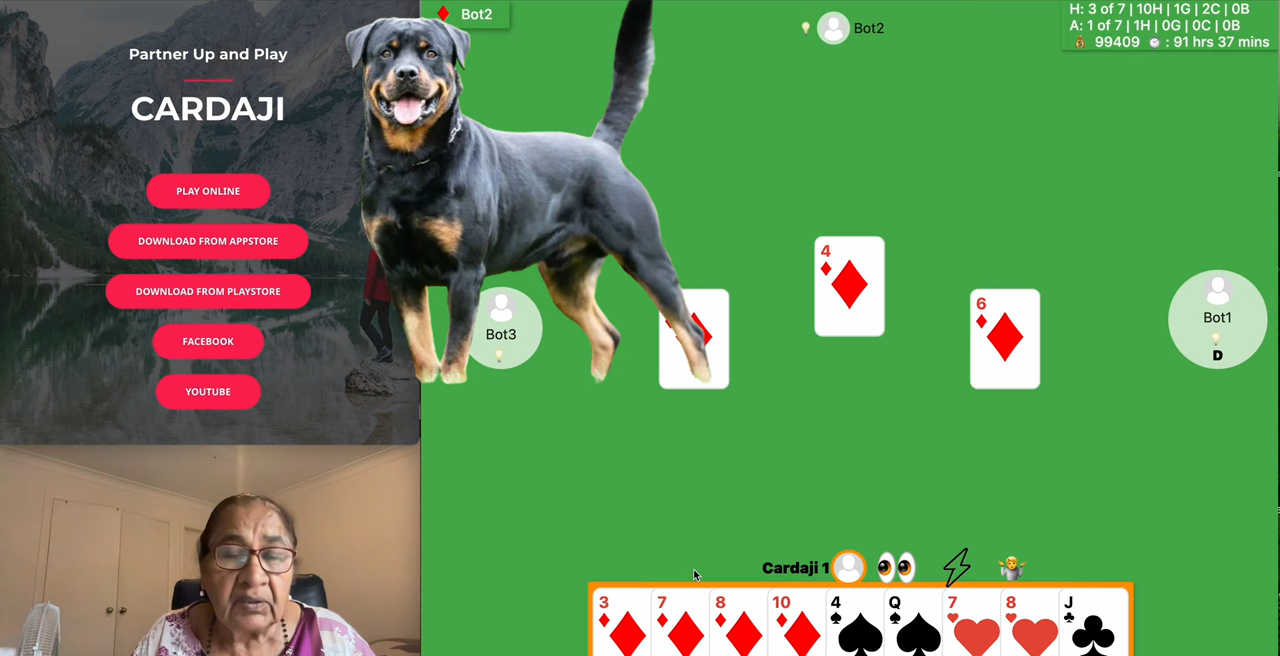 Partner Up and Play
CARDAJI
PLAY ONLINE
DOWNLOAD FROM APPSTORE
DOWNLOAD FROM PLAYSTORE
FACEBOOK
YOUTUBE
Bot2
Bot2
H: 3 of 7 | 10H | 1G | 2C | 0B
A: 1 of 7 | 1H | 0G | 0C | 0B
99409 : 91 hrs 37 mins
4
6
Bot3
Bot1
D
Cardaji 1
3 7 8 10 4 Q 7 8 J